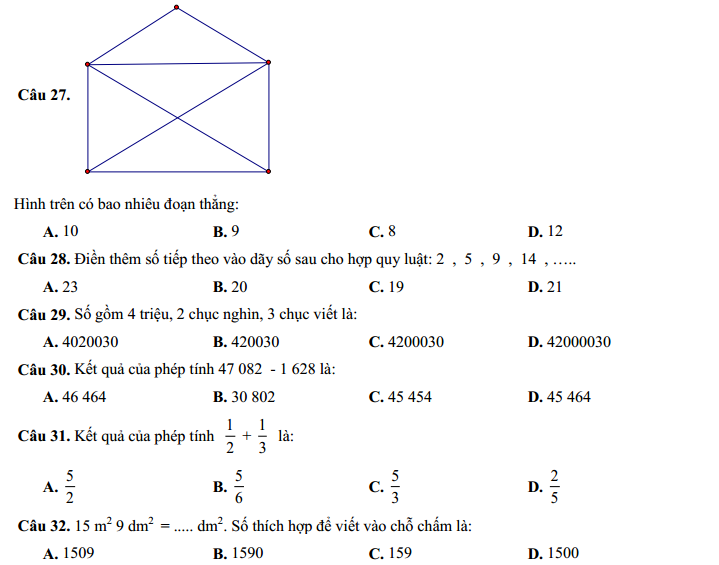 Câu 27.
Hình trên có bao nhiêu đoạn thẳng:
A. 10 B. 9 C. 8 D. 12
Câu 28. Điền thêm số tiếp theo vào dãy số sau cho hợp quy luật: 2 , 5 , 9 , 14 , …..
A. 23 B. 20 C. 19 D. 21
Câu 29. Số gồm 4 triệu, 2 chục nghìn, 3 chục viết là:
A. 4020030 B. 420030 C. 4200030 D. 42000030
Câu 30. Kết quả của phép tính 47 082 - 1 628 là:
A. 46 464 B. 30 802 C. 45 454 D. 45 464
Câu 31. Kết quả của phép tính 1/2 + 1/3 là:
A. 5/2 B. 5/6 C. 5/3 D. 2/5
Câu 32. 15 m² 9 dm² = ..... dm². Số thích hợp để viết vào chỗ chấm là:
A. 1509 B. 1590 C. 159 D. 1500